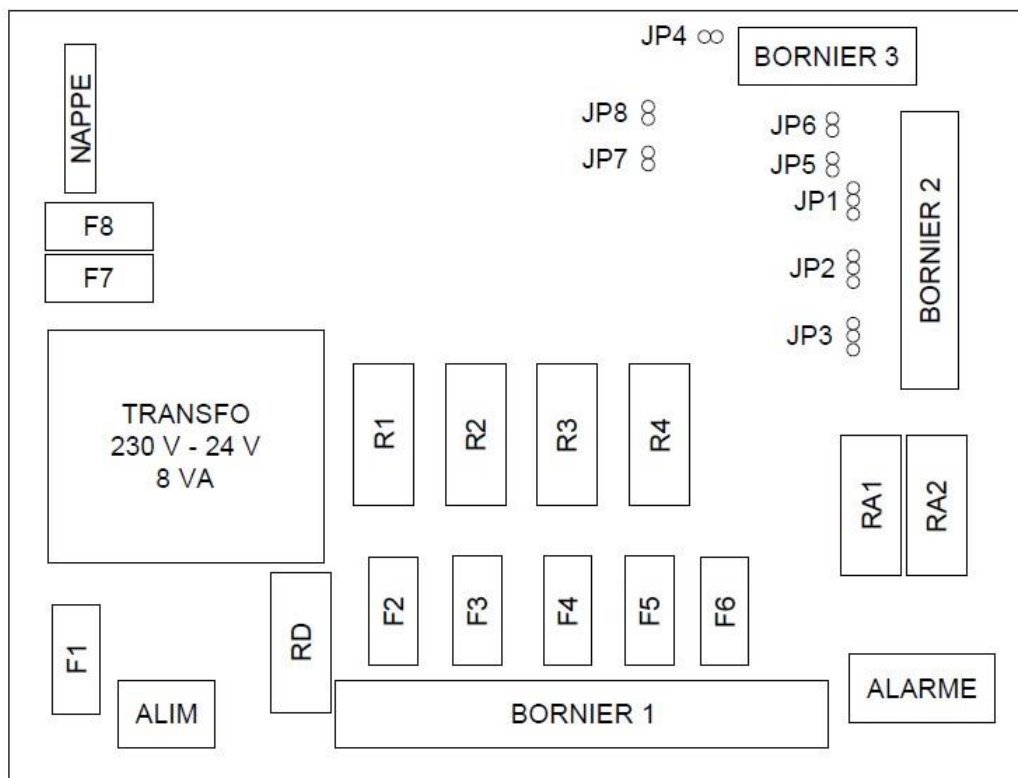 JP4
BORNIER 3
NAPPE
JP8
JP6
JP7
JP5
JP1
F8
BORNIER 2
F7
JP2
JP3
TRANSFO
230 V - 24 V
8 VA
R1
R2
R3
R4
RA1
RA2
F1
RD
F2
F3
F4
F5
F6
ALIM
BORNIER 1
ALARME